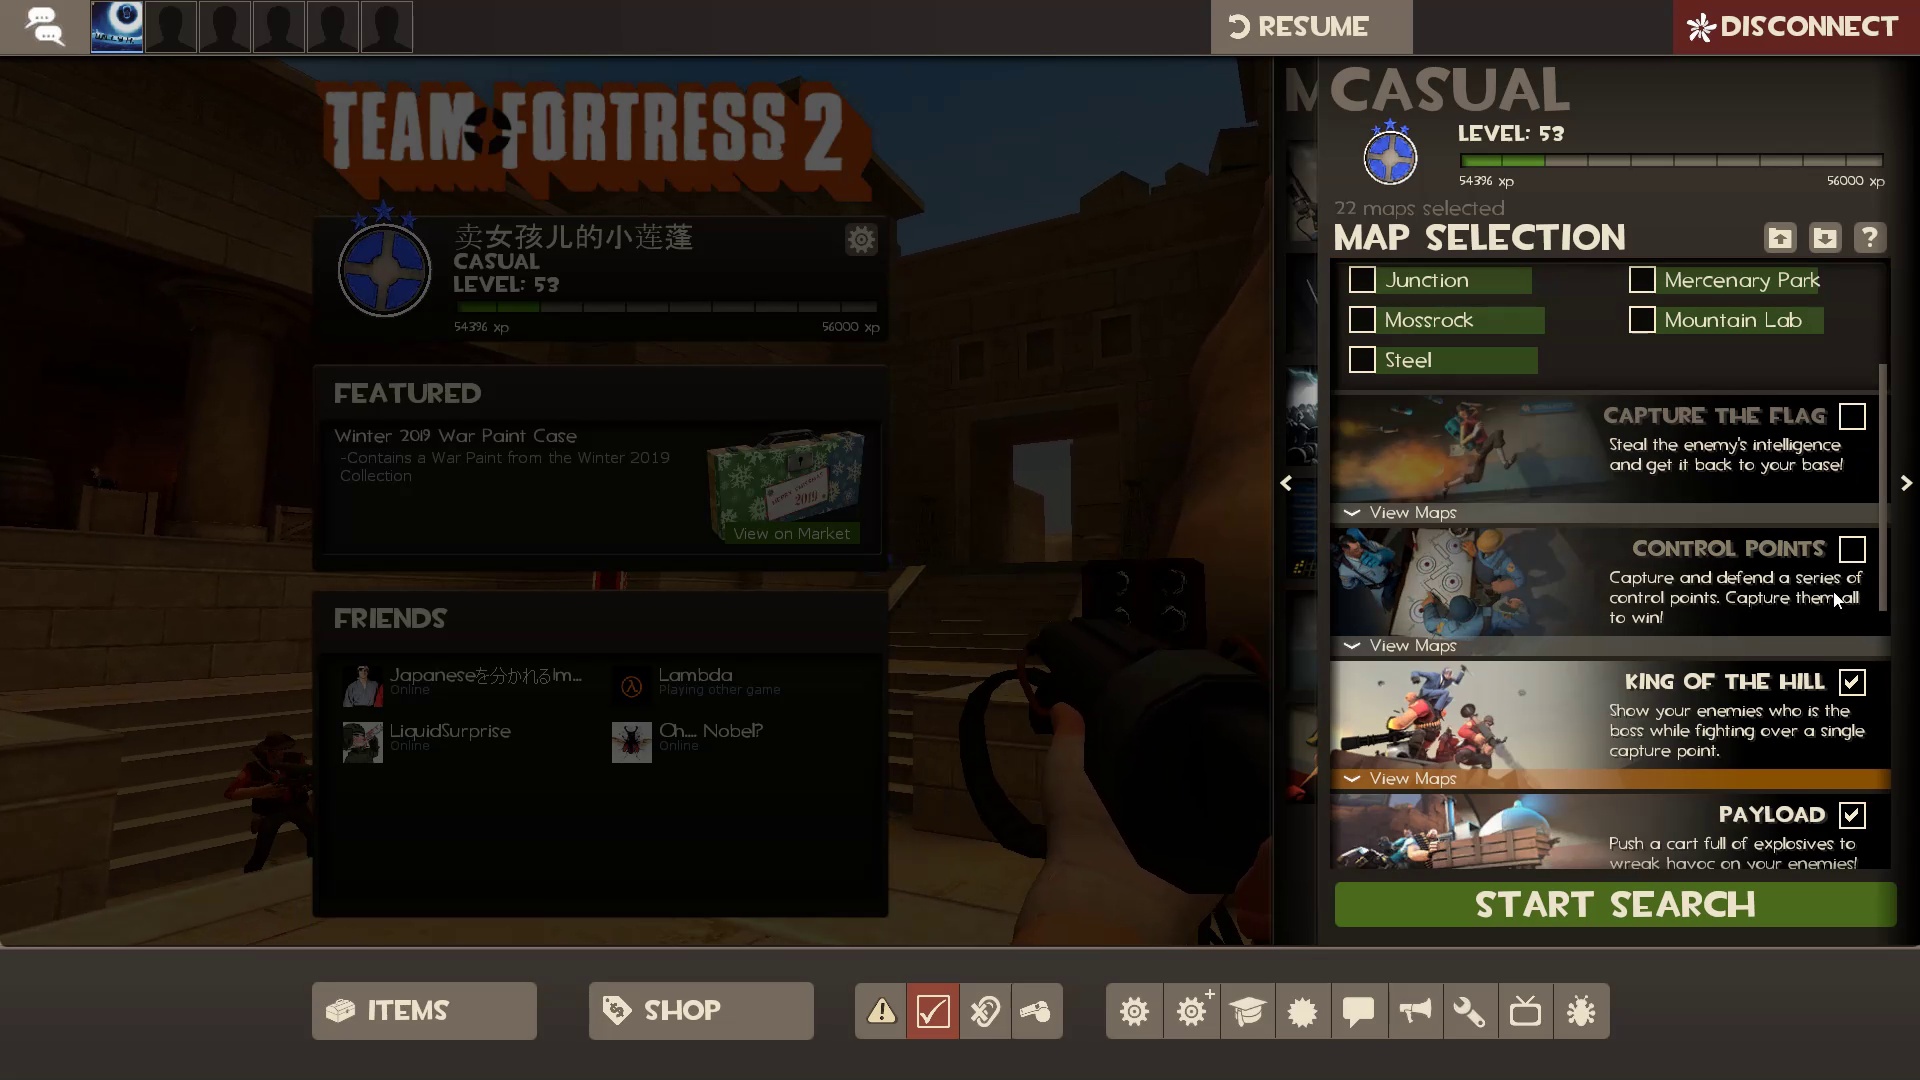 RESUME
DISCONNECT
TEAM FORTRESS 2
卖女孩儿的小莲蓬
CASUAL
LEVEL: 53
54396 xp
56000 xp
FEATURED
Winter 2019 War Paint Case
-Contains a War Paint from the Winter 2019
Collection
2019
View on Market
FRIENDS
Japaneseを分かれるIm...
Online
Lambda
Playing other game
LiquidSurprise
Online
Oh.... Nobel?
Online
M
CASUAL
LEVEL: 53
54396 xp
56000 xp
22 maps selected
MAP SELECTION
?
Junction
Mercenary Park
Mossrock
Mountain Lab
Steel
CAPTURE THE FLAG
Steal the enemy's intelligence
and get it back to your base!
View Maps
CONTROL POINTS
Capture and defend a series of
control points. Capture them all
to win!
View Maps
KING OF THE HILL
Show your enemies who is the
boss while fighting over a single
capture point.
View Maps
PAYLOAD
Push a cart full of explosives to
wreak havoc on your enemies!
START SEARCH
ITEMS
SHOP